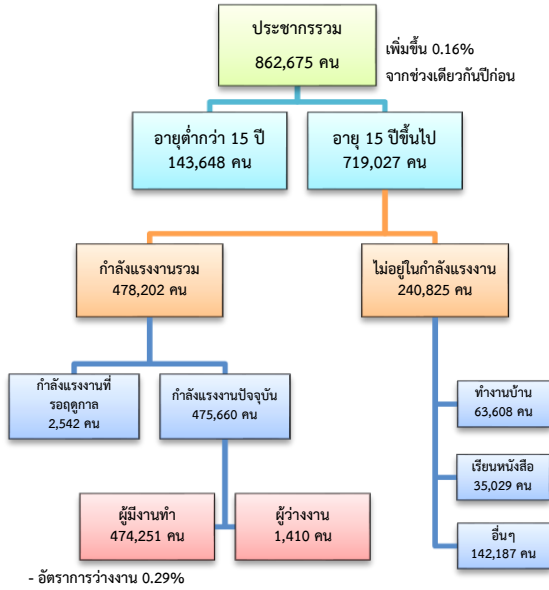 ประชากรรวม
862,675 คน
เพิ่มขึ้น 0.16%
จากช่วงเดียวกันปีก่อน
อายุต่ำกว่า 15 ปี
143,648 คน
อายุ 15 ปีขึ้นไป
719,027 คน
กำลังแรงงานรวม
478,202 คน
ไม่อยู่ในกำลังแรงงาน
240,825 คน
กำลังแรงงานที่
รอฤดูกาล
2,542 คน
กำลังแรงงานปัจจุบัน
475,660 คน
ทำงานบ้าน
63,608 คน
เรียนหนังสือ
35,029 คน
อื่นๆ
142,187 คน
ผู้มีงานทำ
474,251 คน
ผู้ว่างงาน
1,410 คน
- อัตราการว่างงาน 0.29%